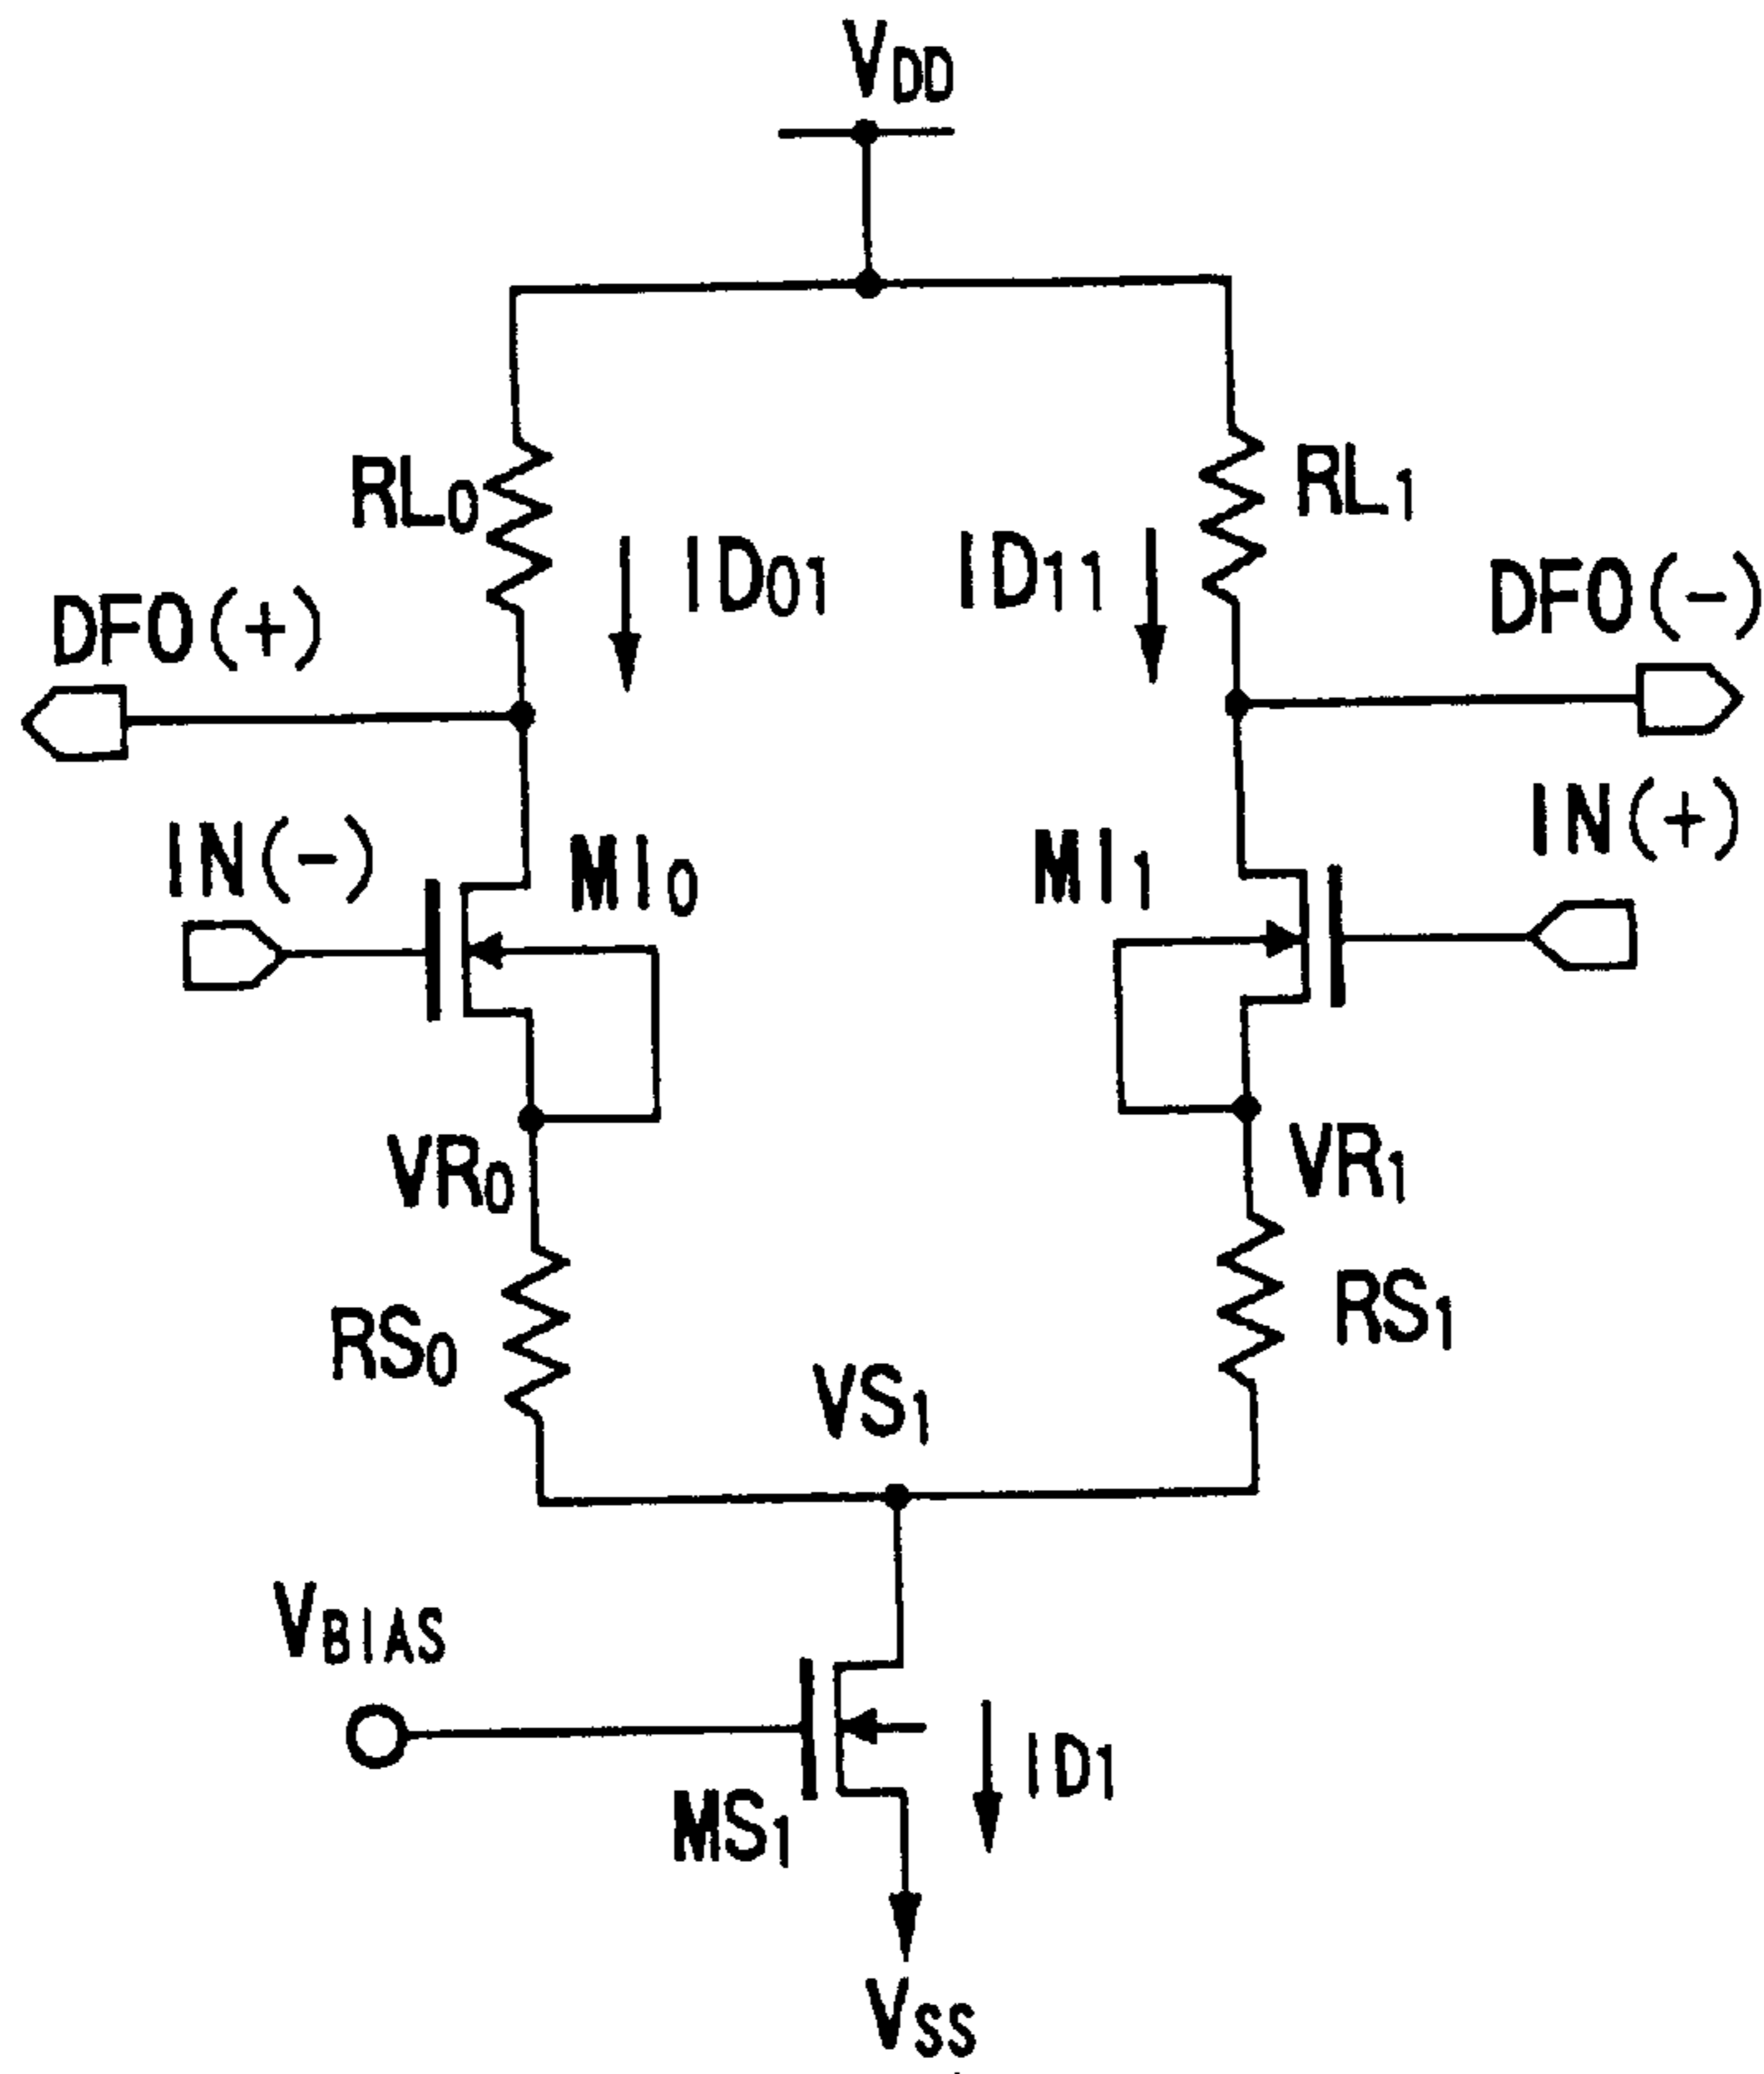 VDD
RL0
RL1
ID01
ID11
DFO(+)
DFO(-)
IN(-)
IN(+)
MI0
MI1
VR0
VR1
RS0
RS1
VS1
VBIAS
ID1
MS1
VSS